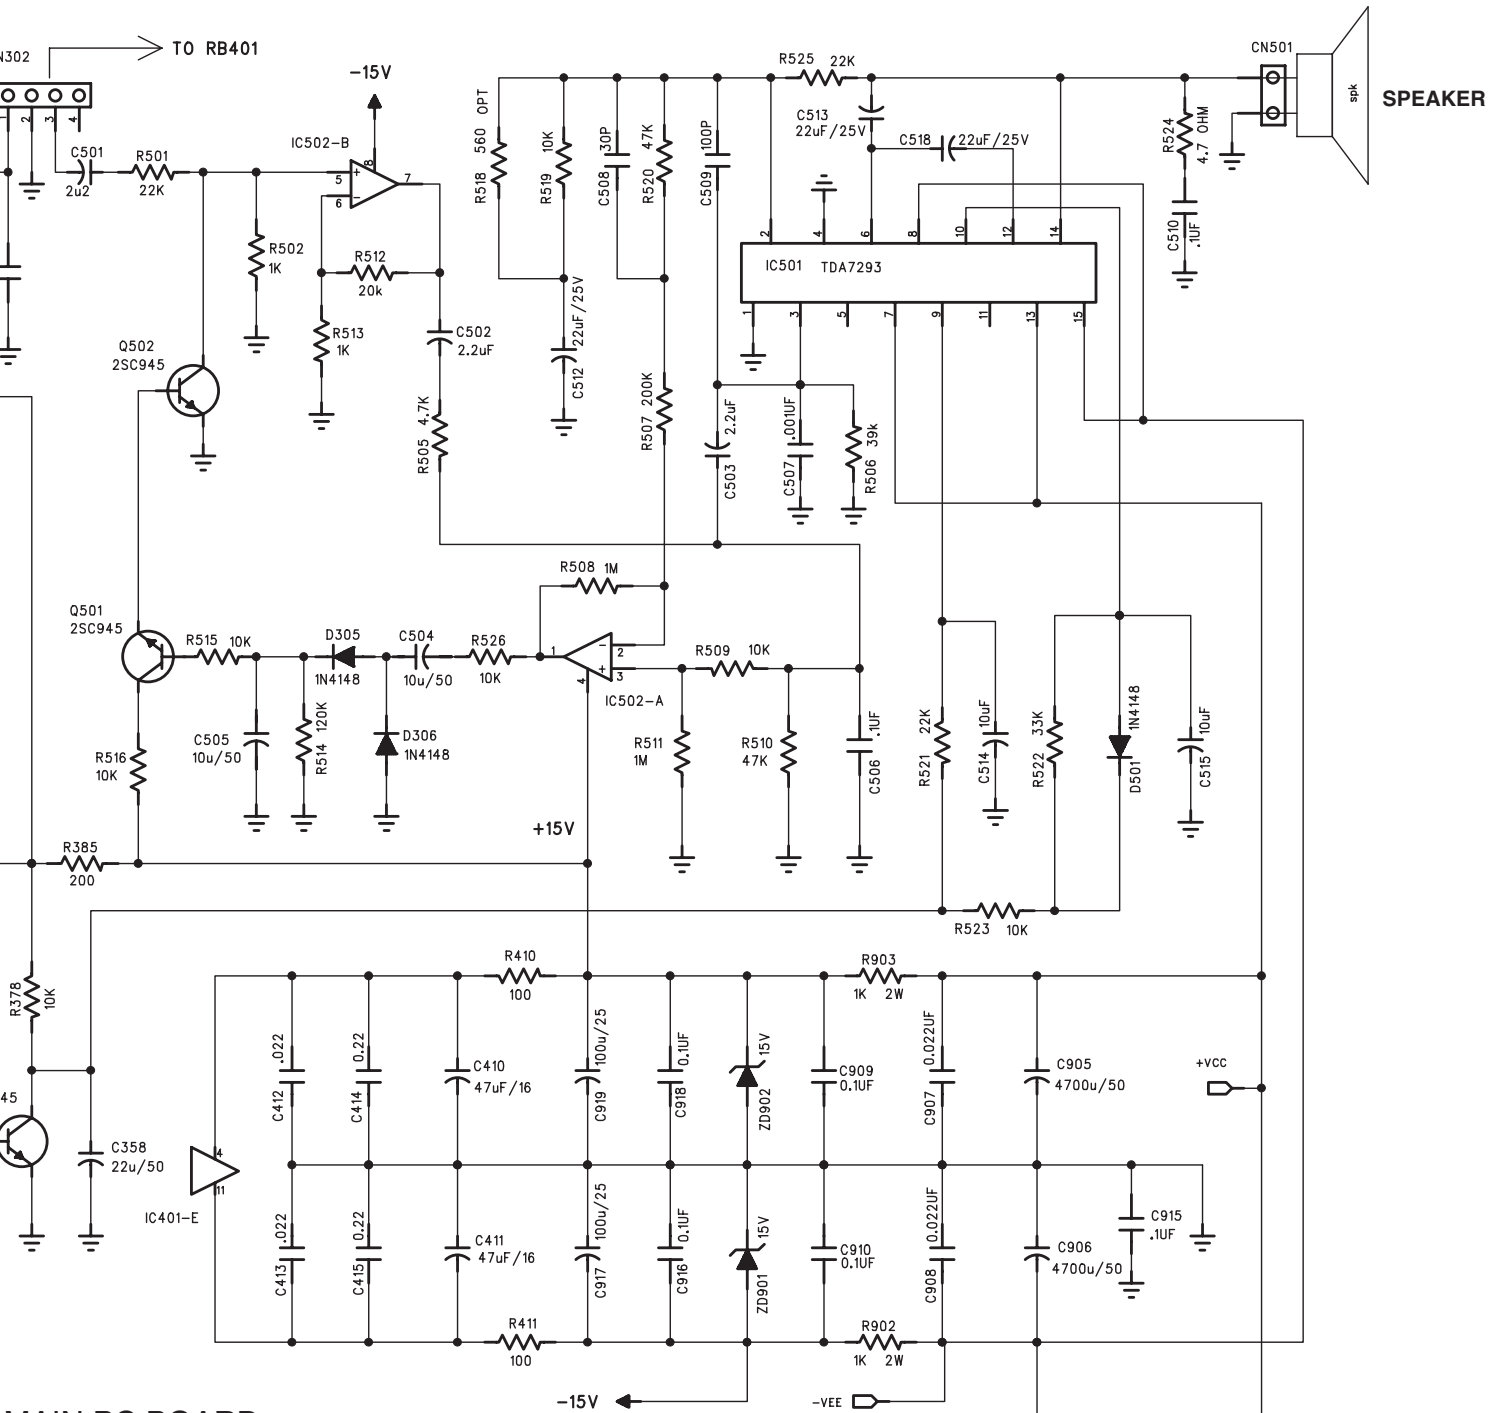 N302
TO RB401
1
2
3
4
C501
2u2
R501
22K
-15V
IC502-B
8
5
+
6
-
7
R502
1K
R512
20k
R513
1K
Q502
2SC945
C502
2.2uF
R505 4.7K
R518 560 OPT
R519 10K
C508 30P
R520 47K
C509 100P
C512 22uF/25V
R507 200K
R525 22K
C513
22uF/25V
C518 22uF/25V
CN501
spk
SPEAKER
R524
4.7 OHM
C510
.1UF
2
4
6
8
10
12
14
IC501 TDA7293
1
3
5
7
9
11
13
15
C503 2.2uF
C507 .001UF
R506 39k
Q501
2SC945
R515 10K
D305
1N4148
C504
10u/50
R526
10K
R508 1M
1
-
2
+
3
4
IC502-A
R509 10K
R516
10K
C505
10u/50
R514 120K
D306
1N4148
R511
1M
R510
47K
C506 .1UF
R521 22K
C514 10uF
R522 33K
D501 1N4148
C515 10uF
+15V
R385
200
R523 10K
R378
10K
R410
100
R903
1K 2W
C412 .022
C414 0.22
C410
47uF/16
C919 100u/25
C918 0.1UF
ZD902 15V
C909
0.1UF
C907 0.022UF
C905
4700u/50
+VCC
45
C358
22u/50
4
11
IC401-E
C413 .022
C415 0.22
C411
47uF/16
C917 100u/25
C916 0.1UF
ZD901 15V
C910
0.1UF
C908 0.022UF
C906
4700u/50
C915
.1UF
R411
100
R902
1K 2W
-15V
-VEE
MAIN PC BOARD